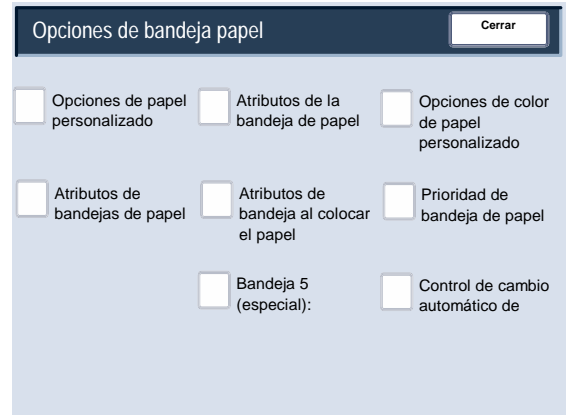 Opciones de bandeja papel
Cerrar
Opciones de papel
personalizado
Atributos de la
bandeja de papel
Opciones de color
de papel
personalizado
Atributos de
bandejas de papel
Atributos de
bandeja al colocar
el papel
Prioridad de
bandeja de papel
Bandeja 5
(especial):
Control de cambio
automático de